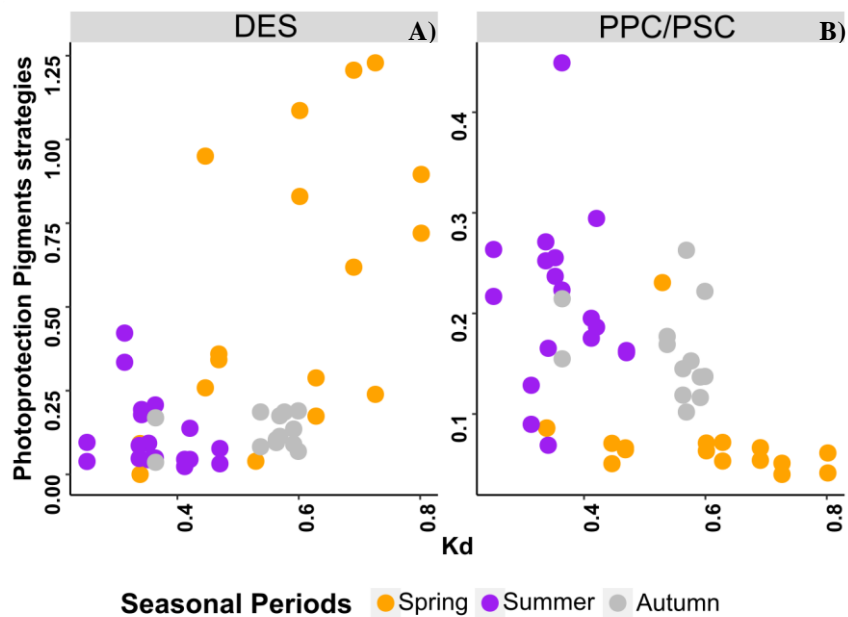 DES A)
PPC/PSC B)
Photoprotection Pigments strategies
1.25
1.00
0.75
0.50
0.25
0.00
0.4
0.3
0.2
0.1
0.4 0.6 0.8
0.4 0.6 0.8
Kd
Seasonal Periods Spring Summer Autumn